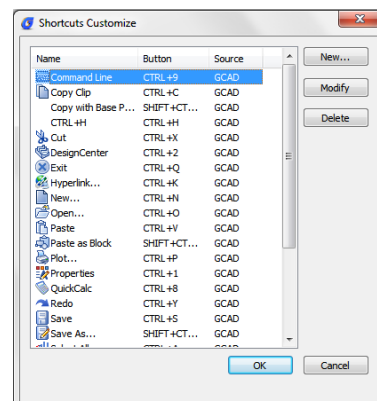 Shortcuts Customize
Name Button Source
Command Line CTRL+9 GCAD
Copy Clip CTRL+C GCAD
Copy with Base P... SHIFT+CT... GCAD
CTRL+H CTRL+H GCAD
Cut CTRL+X GCAD
DesignCenter CTRL+2 GCAD
Exit CTRL+Q GCAD
Hyperlink... CTRL+K GCAD
New... CTRL+N GCAD
Open... CTRL+O GCAD
Paste CTRL+V GCAD
Paste as Block SHIFT+CT... GCAD
Plot... CTRL+P GCAD
Properties CTRL+1 GCAD
QuickCalc CTRL+8 GCAD
Redo CTRL+Y GCAD
Save CTRL+S GCAD
Save As... SHIFT+CT... GCAD
New...
Modify
Delete
OK Cancel